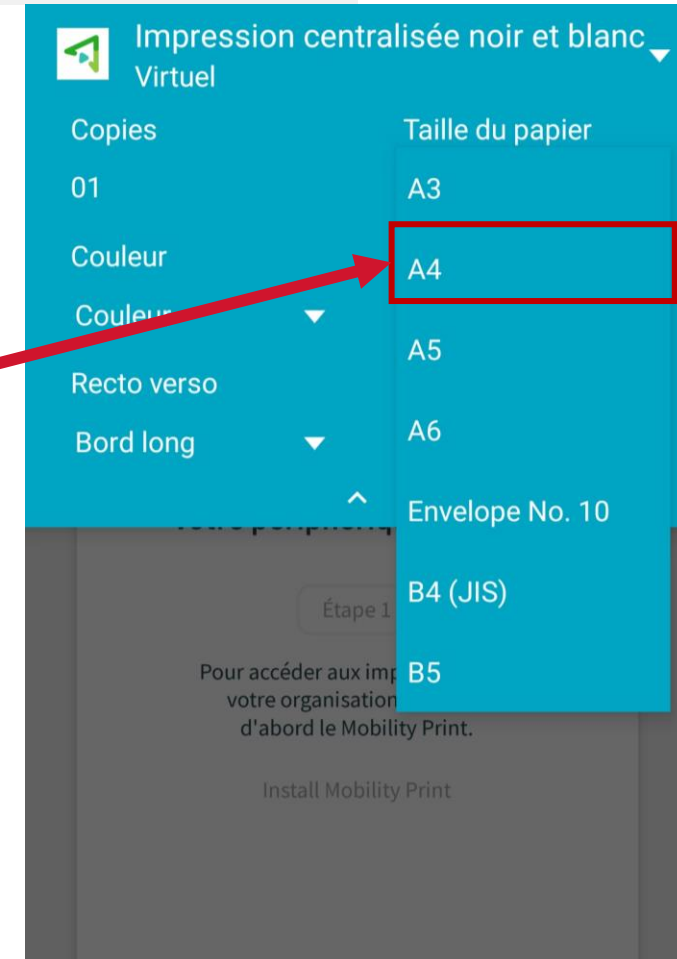 Impression centralisée noir et blanc
Virtuel
Copies
Taille du papier
01
A3
Couleur
A4
Couleur
A5
Recto verso
A6
Bord long
Envelope No. 10
B4 (JIS)
Étape 1
B5
Pour accéder aux
votre organisation
d'abord le Mobility Print.
Install Mobility Print